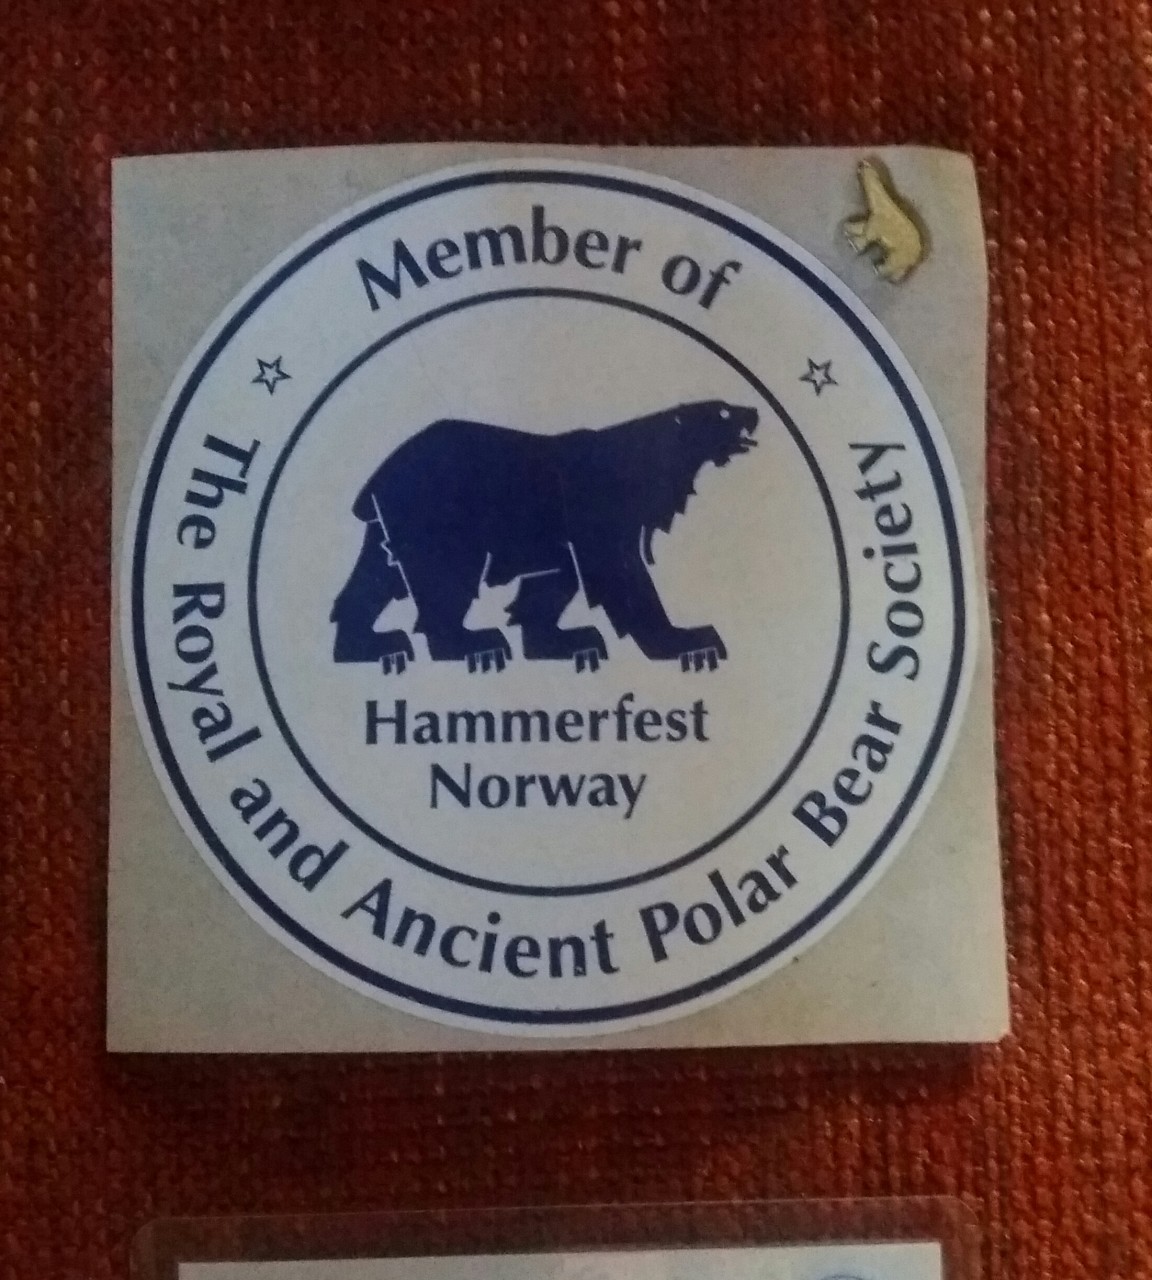 Member of
The Royal and Ancient Polar Bear Society
Hammerfest
Norway